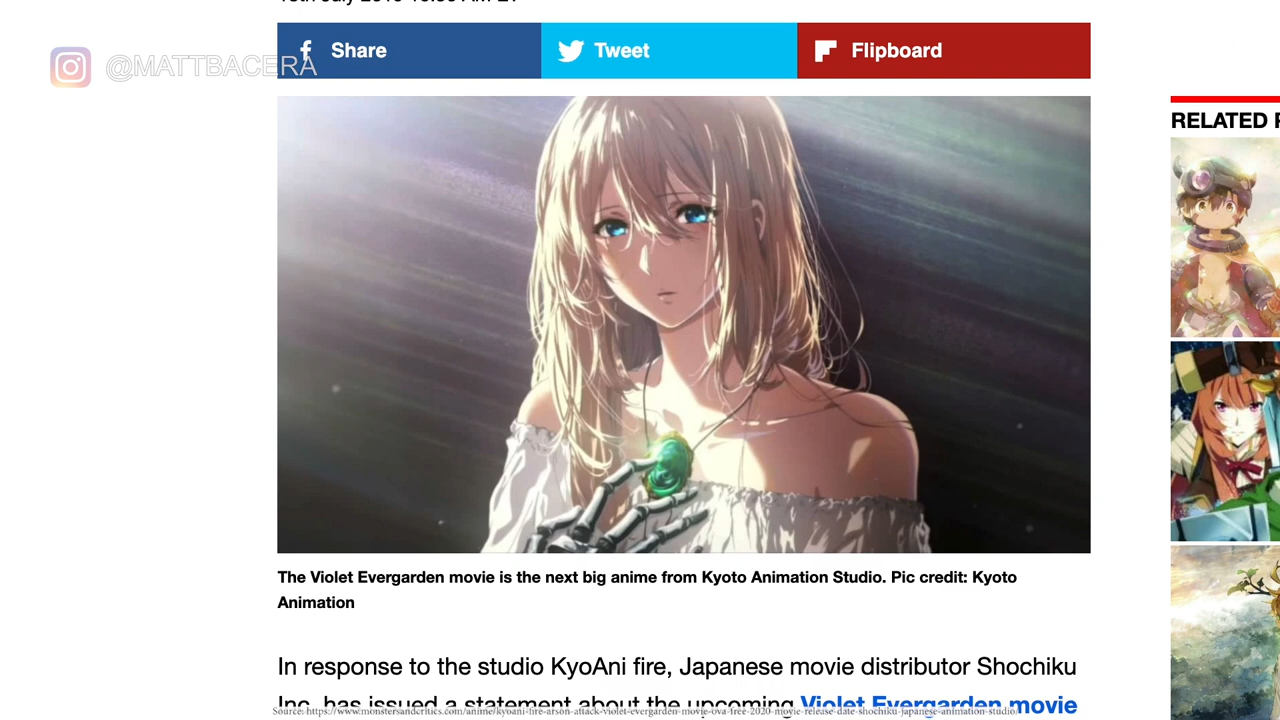 Share
Tweet
Flipboard
@MATTBACERA
RELATED
The Violet Evergarden movie is the next big anime from Kyoto Animation Studio. Pic credit: Kyoto
Animation
In response to the studio KyoAni fire, Japanese movie distributor Shochiku
Inc. has issued a statement about the upcoming Violet Evergarden movie
Source: https://www.monstersandcritics.com/anime/kyoani-fire-arson-attack-violet-evergarden-movie-ova-free-2020-movie-release-date-shochiku-japanese-animation-studio/